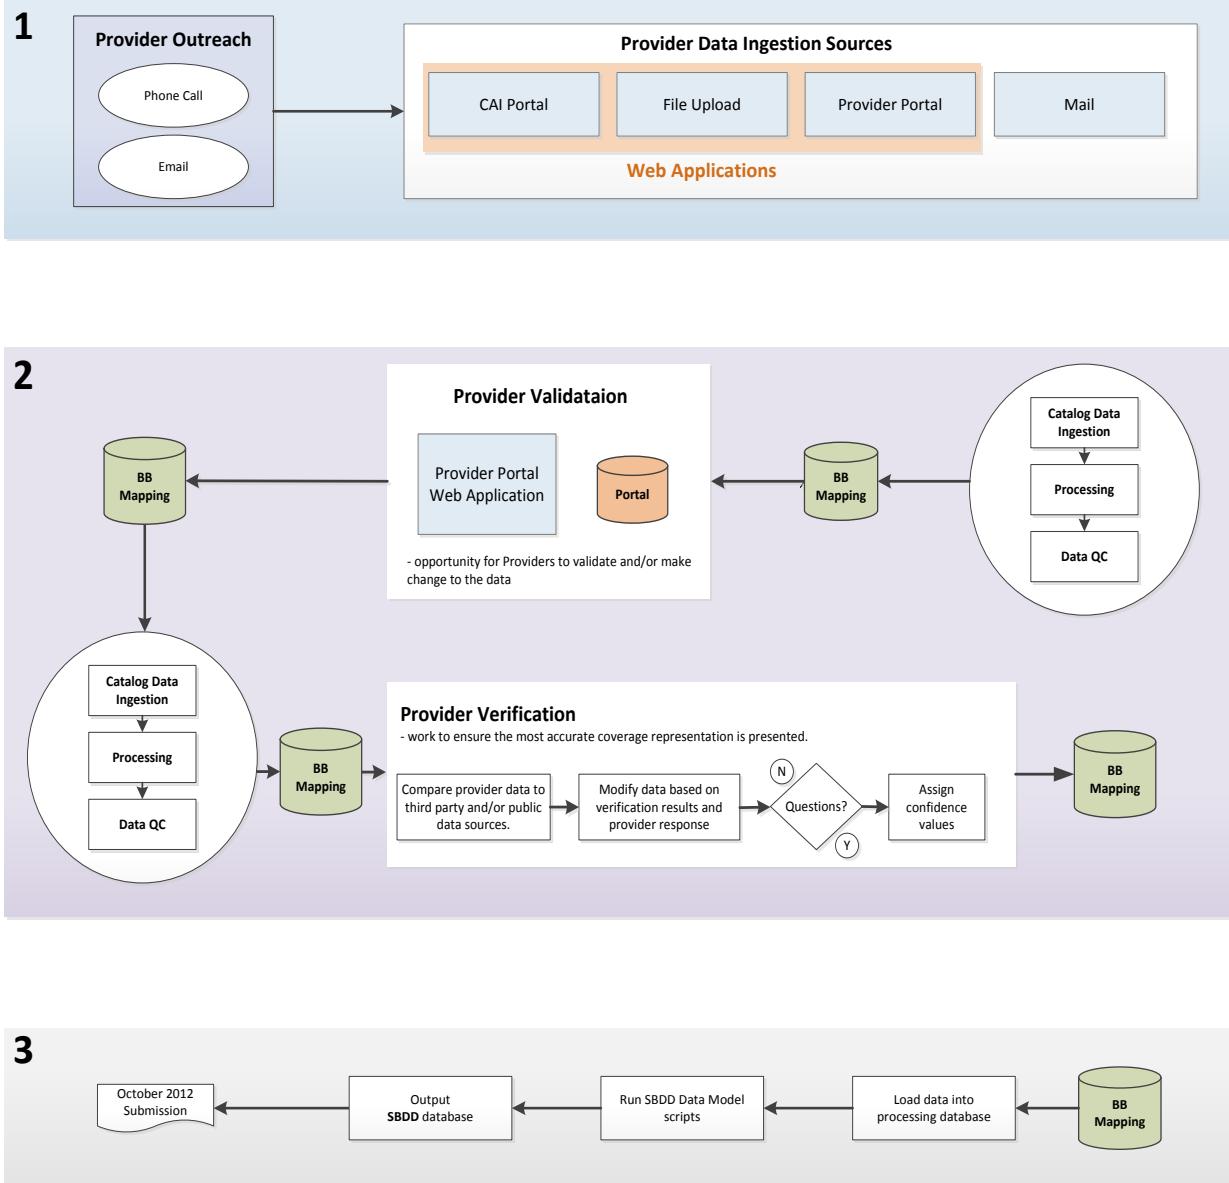 1
Provider Outreach
Phone Call
Email
Provider Data Ingestion Sources
CAI Portal
File Upload
Provider Portal
Mail
Web Applications
2
Provider Validataion
Provider Portal
Web Application
Portal
- opportunity for Providers to validate and/or make
change to the data
BB
Mapping
BB
Mapping
Catalog Data
Ingestion
Processing
Data QC
Catalog Data
Ingestion
Processing
Data QC
BB
Mapping
Provider Verification
- work to ensure the most accurate coverage representation is presented.
Compare provider data to
third party and/or public
data sources.
Modify data based on
verification results and
provider response
N
Questions?
Y
Assign
confidence
values
BB
Mapping
3
October 2012
Submission
Output
SBDD database
Run SBDD Data Model
scripts
Load data into
processing database
BB
Mapping